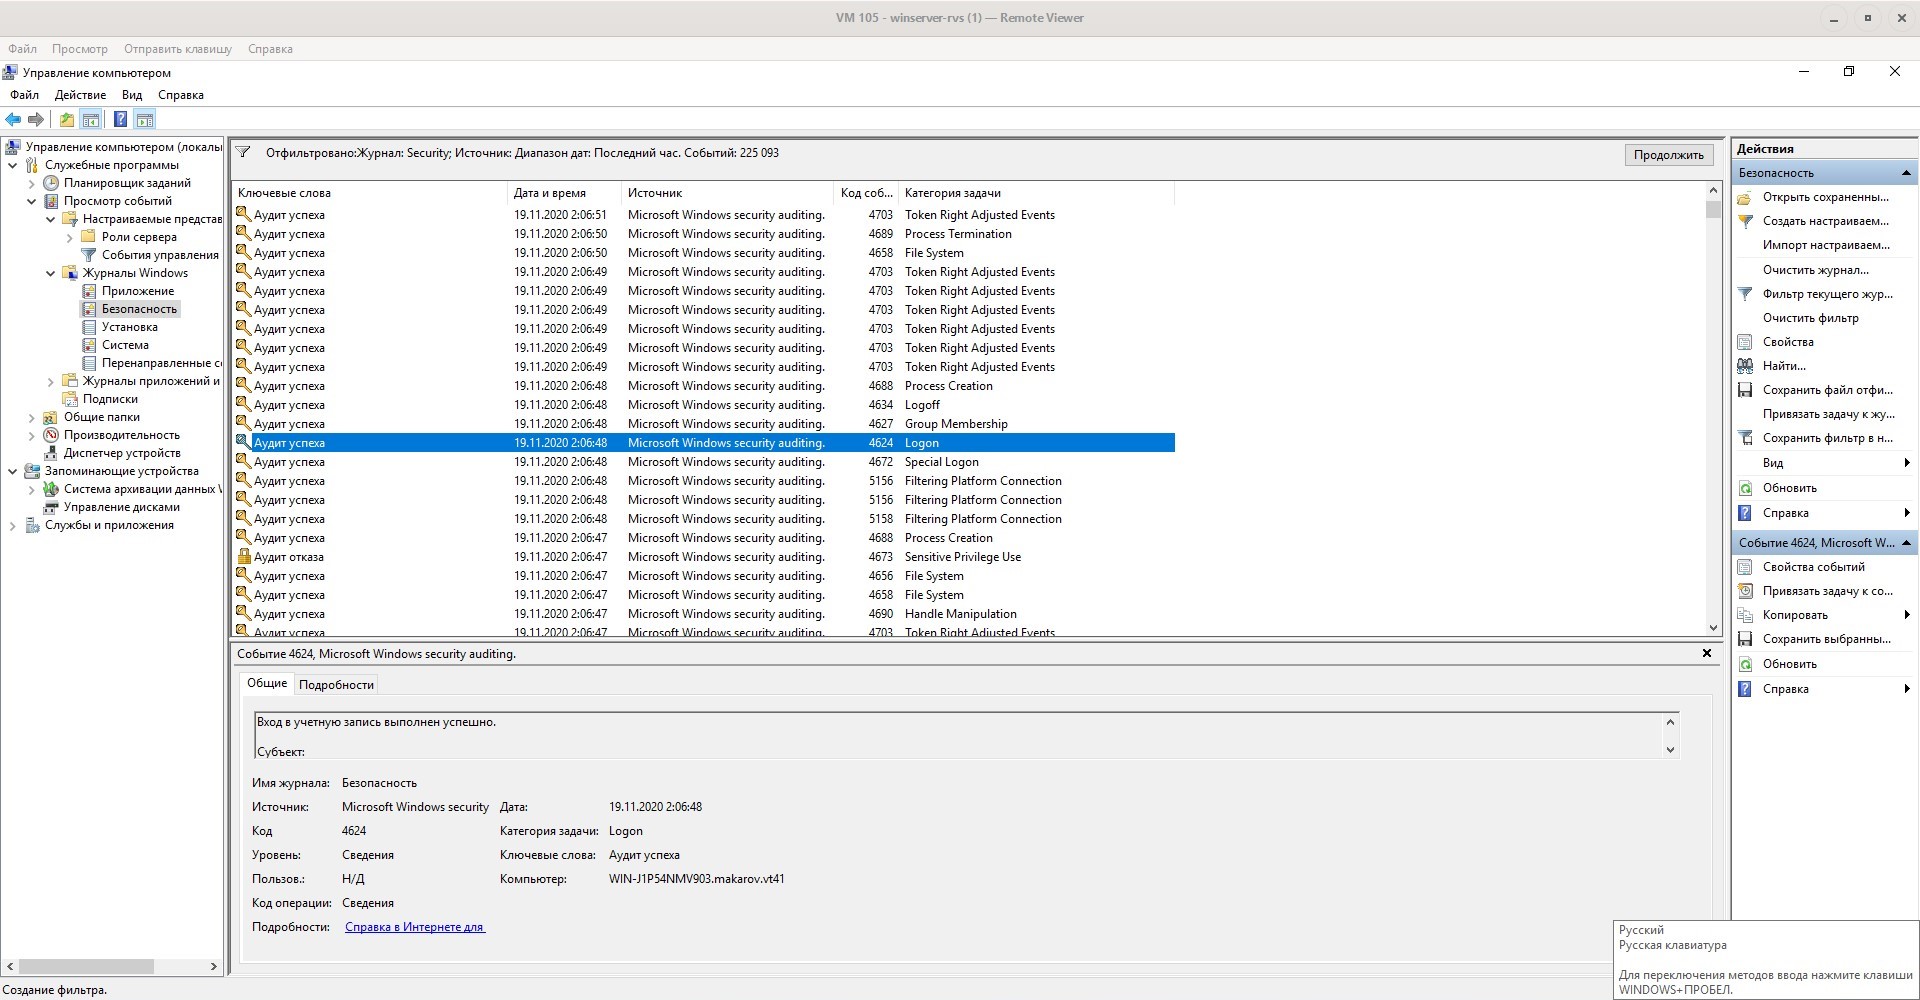 VM 105 - winserver-rvs (1) — Remote Viewer
Файл Просмотр Отправить клавишу Справка
Управление компьютером
Файл Действие Вид Справка
Управление компьютером (локаль
Служебные программы
Планировщик заданий
Просмотр событий
Настраиваемые представ
Роли сервера
События управления
Журналы Windows
Приложение
Безопасность
Установка
Система
Перенаправленные с
Журналы приложений и
Подписки
Общие папки
Производительность
Диспетчер устройств
Запоминающие устройства
Система архивации данных
Управление дисками
Службы и приложения
Отфильтровано:Журнал: Security; Источник: Диапазон дат: Последний час. Событий: 225 093
Продолжить
Ключевые слова Дата и время Источник Код соб... Категория задачи
Аудит успеха 19.11.2020 2:06:51 Microsoft Windows security auditing. 4703 Token Right Adjusted Events
Аудит успеха 19.11.2020 2:06:50 Microsoft Windows security auditing. 4689 Process Termination
Аудит успеха 19.11.2020 2:06:50 Microsoft Windows security auditing. 4658 File System
Аудит успеха 19.11.2020 2:06:49 Microsoft Windows security auditing. 4703 Token Right Adjusted Events
Аудит успеха 19.11.2020 2:06:49 Microsoft Windows security auditing. 4703 Token Right Adjusted Events
Аудит успеха 19.11.2020 2:06:49 Microsoft Windows security auditing. 4703 Token Right Adjusted Events
Аудит успеха 19.11.2020 2:06:49 Microsoft Windows security auditing. 4703 Token Right Adjusted Events
Аудит успеха 19.11.2020 2:06:49 Microsoft Windows security auditing. 4703 Token Right Adjusted Events
Аудит успеха 19.11.2020 2:06:49 Microsoft Windows security auditing. 4703 Token Right Adjusted Events
Аудит успеха 19.11.2020 2:06:48 Microsoft Windows security auditing. 4688 Process Creation
Аудит успеха 19.11.2020 2:06:48 Microsoft Windows security auditing. 4634 Logoff
Аудит успеха 19.11.2020 2:06:48 Microsoft Windows security auditing. 4627 Group Membership
Аудит успеха 19.11.2020 2:06:48 Microsoft Windows security auditing. 4624 Logon
Аудит успеха 19.11.2020 2:06:48 Microsoft Windows security auditing. 4672 Special Logon
Аудит успеха 19.11.2020 2:06:48 Microsoft Windows security auditing. 5156 Filtering Platform Connection
Аудит успеха 19.11.2020 2:06:48 Microsoft Windows security auditing. 5156 Filtering Platform Connection
Аудит успеха 19.11.2020 2:06:48 Microsoft Windows security auditing. 5158 Filtering Platform Connection
Аудит успеха 19.11.2020 2:06:48 Microsoft Windows security auditing. 4688 Process Creation
Аудит отказа 19.11.2020 2:06:47 Microsoft Windows security auditing. 4673 Sensitive Privilege Use
Аудит успеха 19.11.2020 2:06:47 Microsoft Windows security auditing. 4656 File System
Аудит успеха 19.11.2020 2:06:47 Microsoft Windows security auditing. 4658 File System
Аудит успеха 19.11.2020 2:06:47 Microsoft Windows security auditing. 4690 Handle Manipulation
Аудит успеха 19.11.2020 2:06:47 Microsoft Windows security auditing. 4703 Token Right Adjusted Events
Событие 4624, Microsoft Windows security auditing.
Общие Подробности
Вход в учетную запись выполнен успешно.
Субъект:
Имя журнала: Безопасность
Источник: Microsoft Windows security Дата: 19.11.2020 2:06:48
Код 4624 Категория задачи: Logon
Уровень: Сведения Ключевые слова: Аудит успеха
Пользов.: Н/Д Компьютер: WIN-J1P54NMV903.makarov.vt41
Код операции: Сведения
Подробности: Справка в Интернете для
Действия
Безопасность
Открыть сохраненны...
Создать настраиваем...
Импорт настраиваем...
Очистить журнал...
Фильтр текущего жур...
Очистить фильтр
Свойства
Найти...
Сохранить файл отфи...
Привязать задачу к жу...
Сохранить фильтр в н...
Вид
Обновить
Справка
Событие 4624, Microsoft W...
Свойства событий
Привязать задачу к со...
Копировать
Сохранить выбранны...
Обновить
Справка
Русский
Русская клавиатура
Для переключения методов ввода нажмите клавиши
WINDOWS+ПРОБЕЛ.
Создание фильтра.